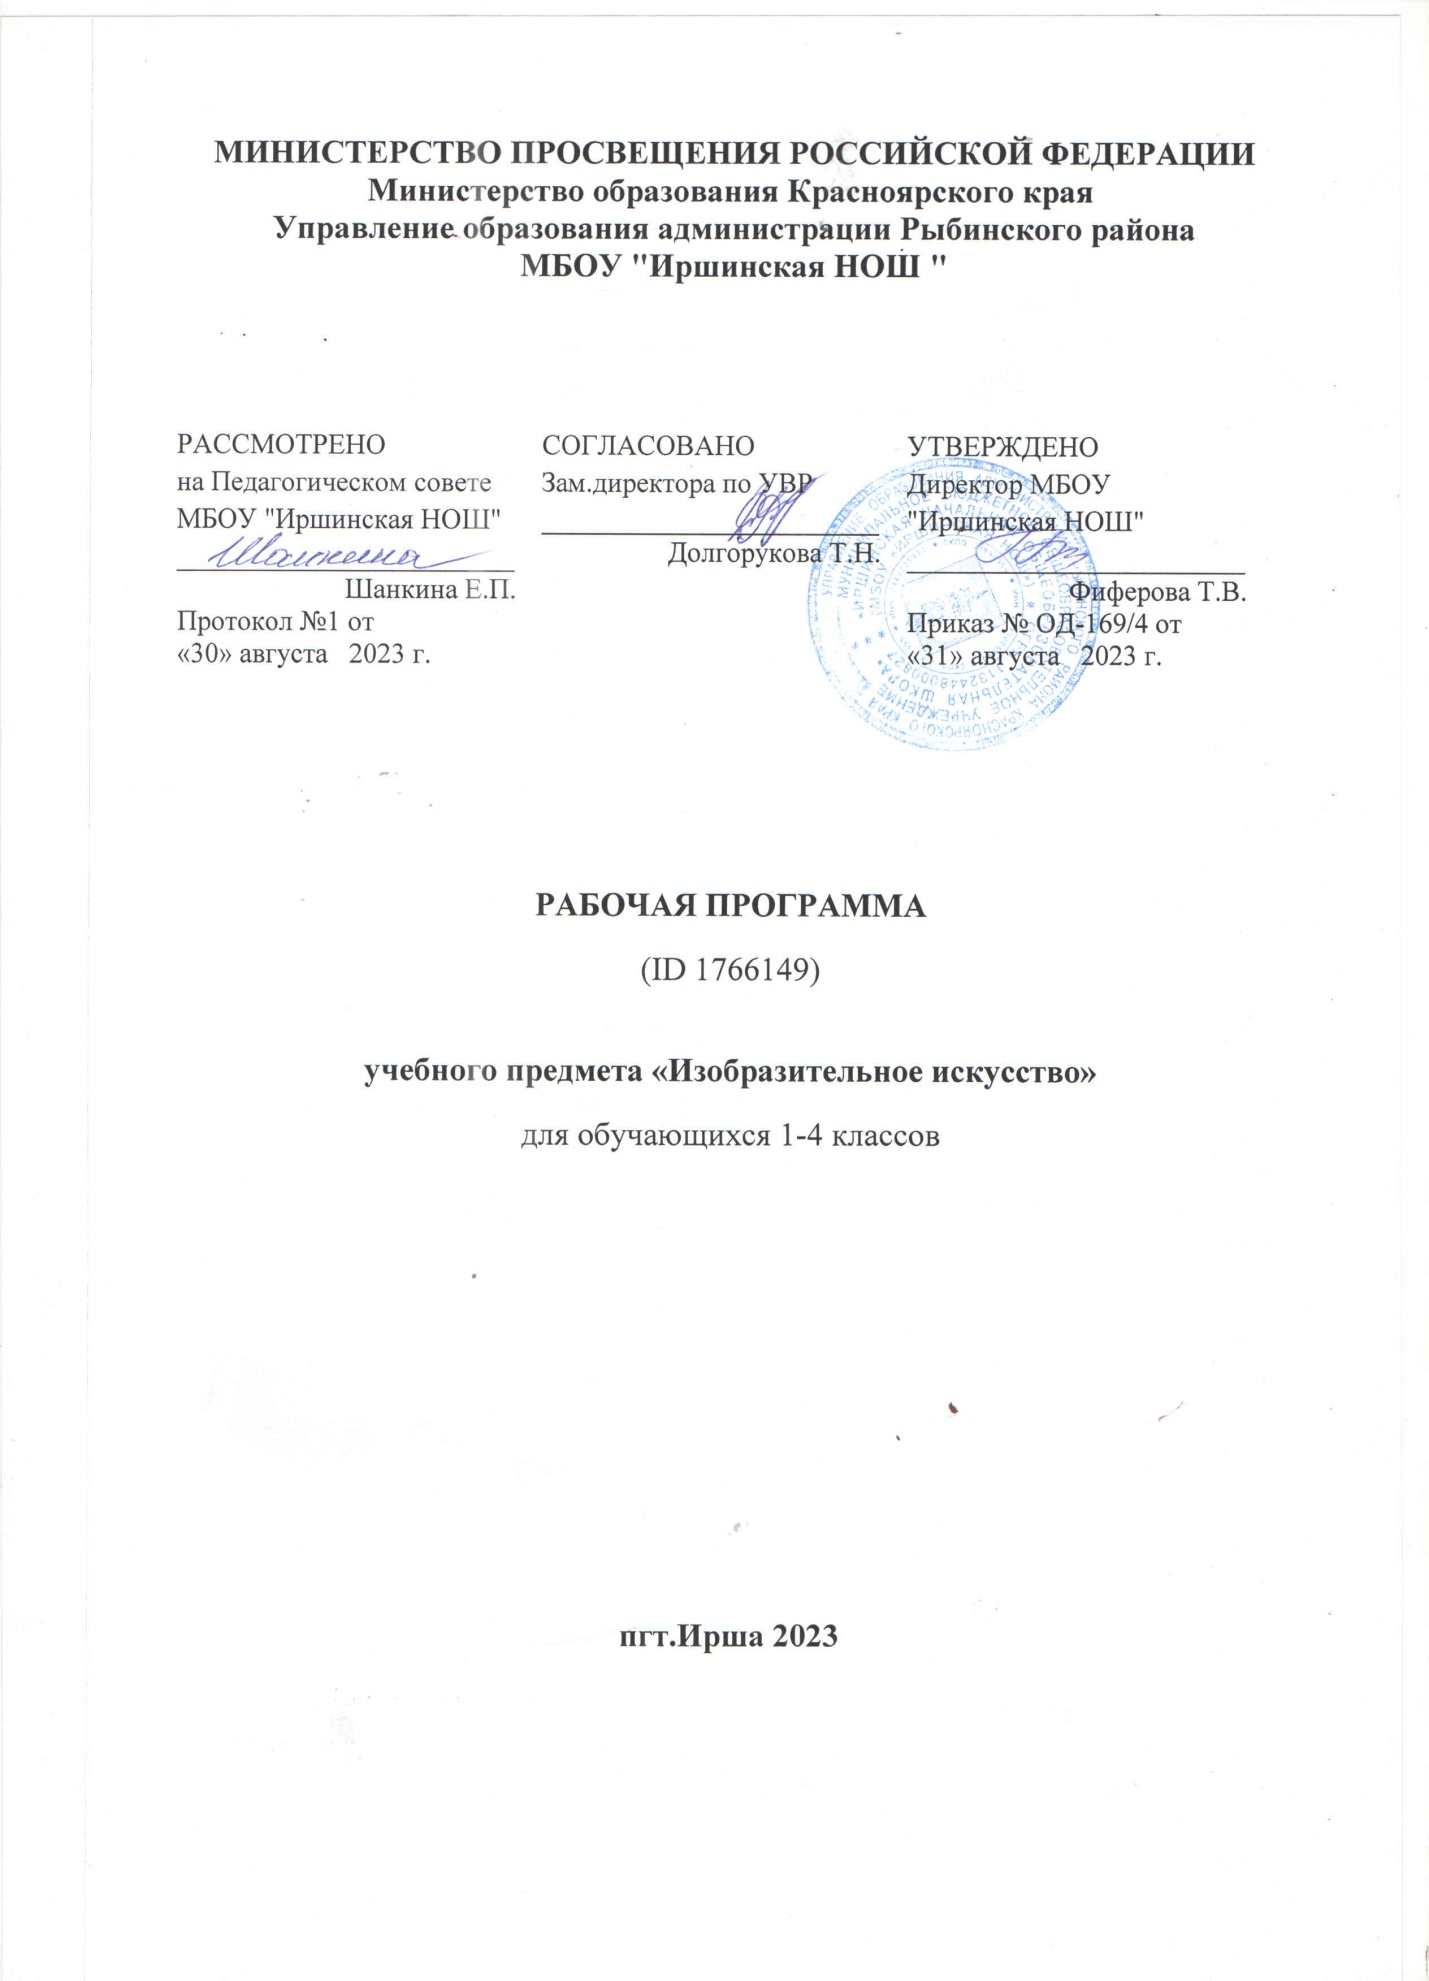 МИНИСТЕРСТВО ПРОСВЕЩЕНИЯ РОССИЙСКОЙ ФЕДЕРАЦИИ
Министерство образования Красноярского края
Управление образования администрации Рыбинского района
МБОУ "Иршинская НОШ "
РАССМОТРЕНО
на Педагогическом совете
МБОУ "Иршинская НОШ"
Шанкина
Шанкина Е.П.
Протокол №1 от
«30» августа 2023 г.
СОГЛАСОВАНО
Зам.директора по УВР
Долгорукова Т.Н.
УТВЕРЖДЕНО
Директор МБОУ
"Иршинская НОШ"
Фиферова Т.В.
Приказ № ОД-169/4 от
«31» августа 2023 г.
РАБОЧАЯ ПРОГРАММА
(ID 1766149)
учебного предмета «Изобразительное искусство»
для обучающихся 1-4 классов
пгт.Ирша 2023